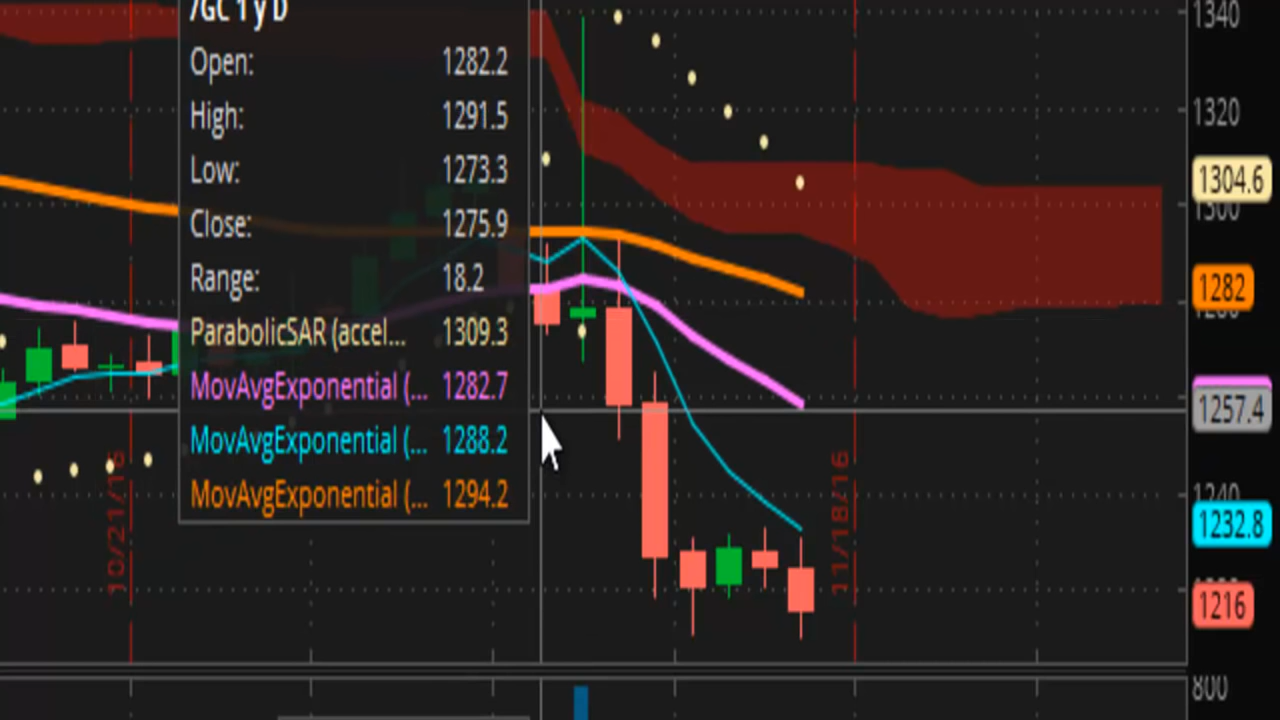 /GC 1 y D
Open: 1282.2
High: 1291.5
Low: 1273.3
Close: 1275.9
Range: 18.2
ParabolicSAR (accel... 1309.3
MovAvgExponential (... 1282.7
MovAvgExponential (... 1288.2
MovAvgExponential (... 1294.2
1340
1320
1304.6
1300
1282
1257.4
1240
1232.8
1216
800
10/21/16
11/18/16